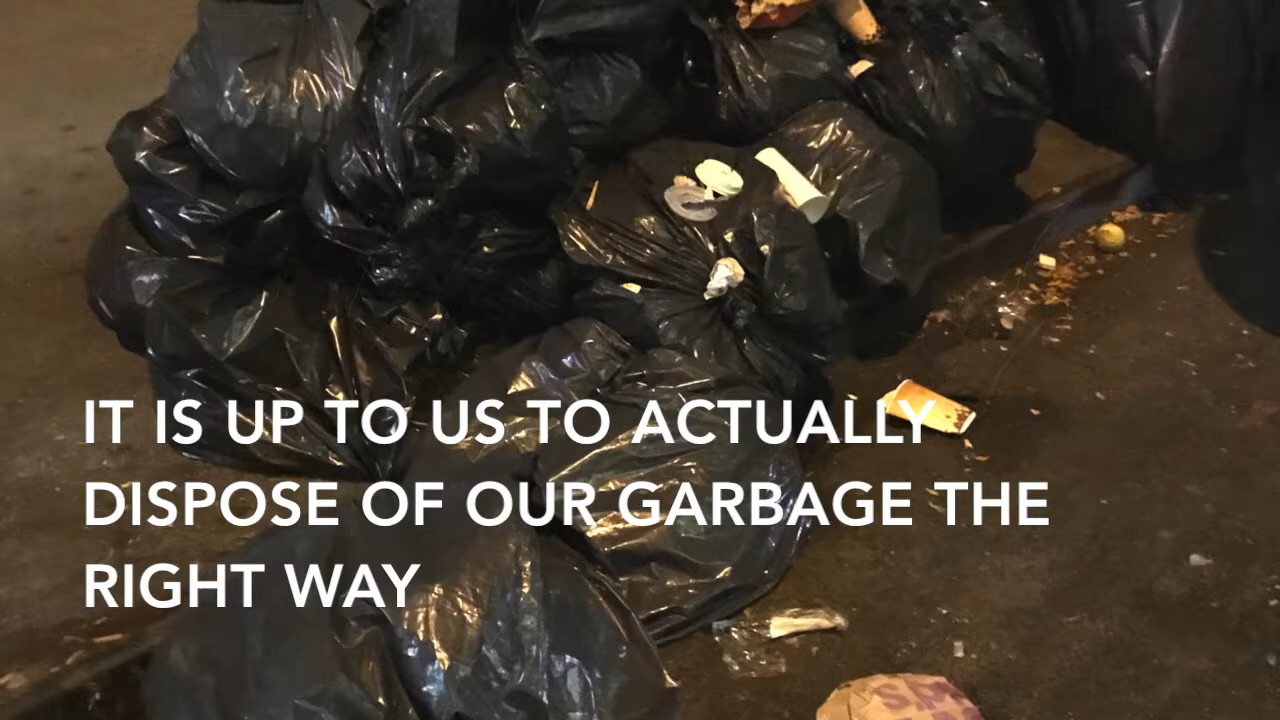 IT IS UP TO US TO ACTUALLY
DISPOSE OF OUR GARBAGE THE
RIGHT WAY